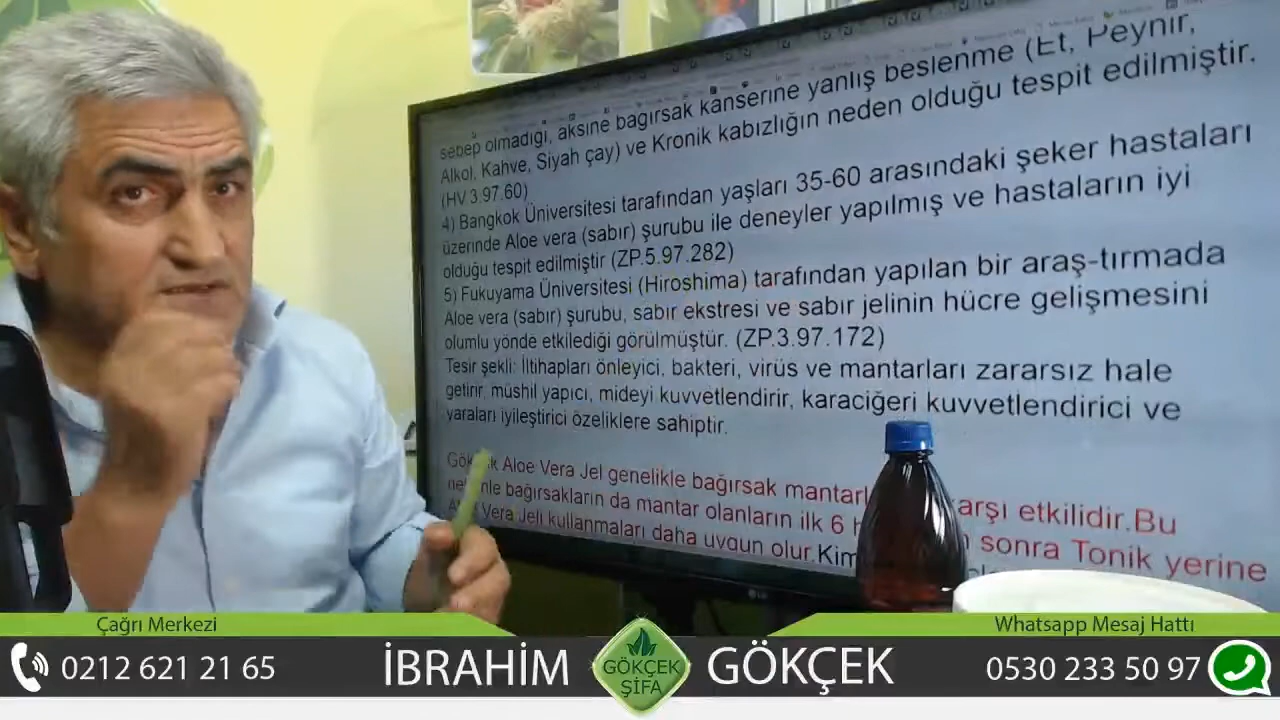 sebep olmadığı, aksine bağırsak kanserine yanlış beslenme (Et, Peynir,
Alkol, Kahve, Siyah çay) ve Kronik kabızlığın neden olduğu tespit edilmiştir.
(HV 3.97.60)
4) Bangkok Üniversitesi tarafından yaşları 35-60 arasındaki şeker hastaları
üzerinde Aloe vera (sabır) şurubu ile deneyler yapılmış ve hastaların iyi
olduğu tespit edilmiştir (ZP.5.97.282)
5) Fukuyama Üniversitesi (Hiroshima) tarafından yapılan bir araş-tırmada
Aloe vera (sabır) şurubu, sabır ekstresi ve sabır jelinin hücre gelişmesini
olumlu yönde etkilediği görülmüştür. (ZP.3.97.172)
Tesir şekli: İltihapları önleyici, bakteri, virüs ve mantarları zararsız hale
getirir, müshil yapıcı, mideyi kuvvetlendirir, karaciğeri kuvvetlendirici ve
yaraları iyileştirici özeliklere sahiptir.
Aloe Vera Jel genelikle bağırsak etkilidir.Bu
bağırsakların da mantar olanların ilk 6 sonra Tonik yerine
Vera Jeli kullanmaları daha uygun olur.
LG
Çağrı Merkezi
Whatsapp Mesaj Hattı
0212 621 21 65
İBRAHİM
GÖKÇEK
ŞİFA
GÖKÇEK
0530 233 50 97